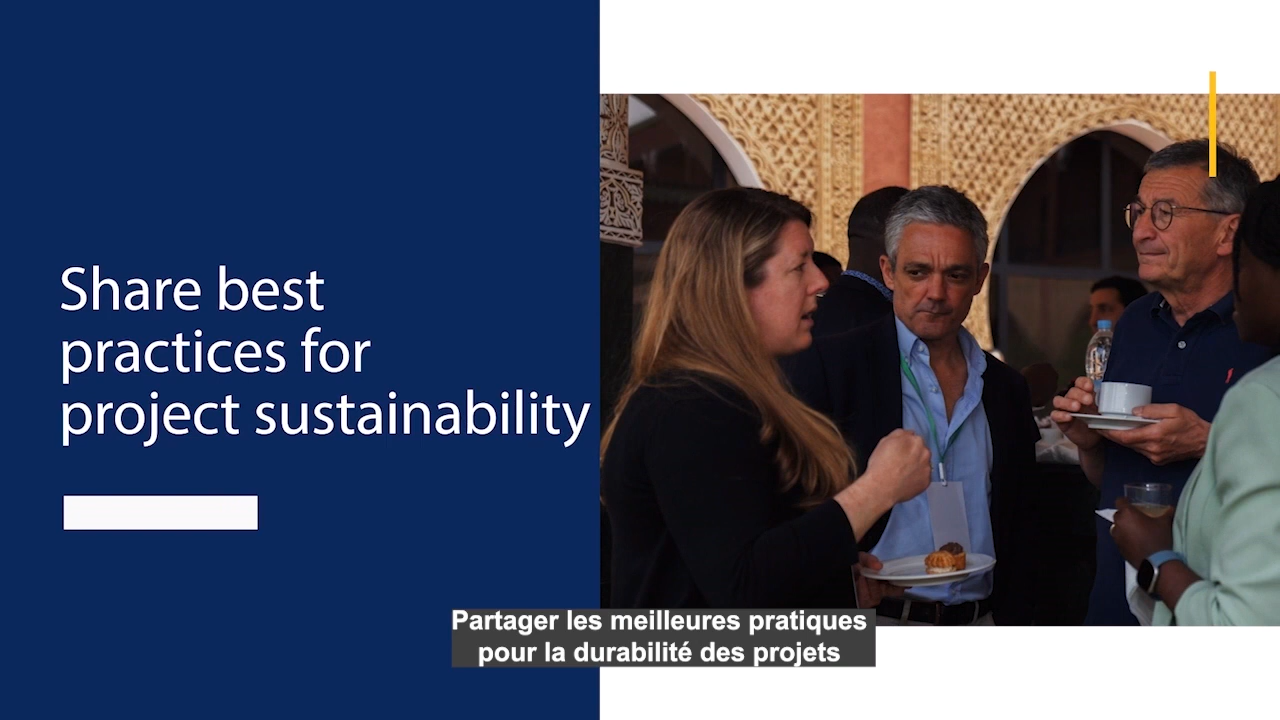 Share best
practices for
project sustainability
Partager les meilleures pratiques
pour la durabilité des projets